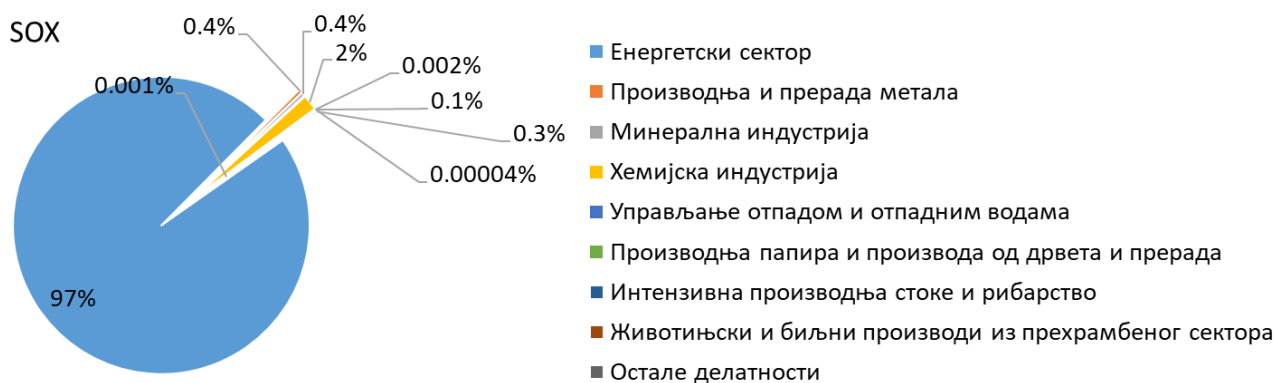 SOX
0.4%
0.4%
2%
0.002%
0.001%
0.1%
0.3%
0.00004%
97%
Енергетски сектор
Производња и прерада метала
Минерална индустрија
Хемијска индустрија
Управљање отпадом и отпадним водама
Производња папира и производа од дрвета и прерада
Интензивна производња стоке и рибарство
Животињски и биљни производи из прехрамбеног сектора
Остале делатности